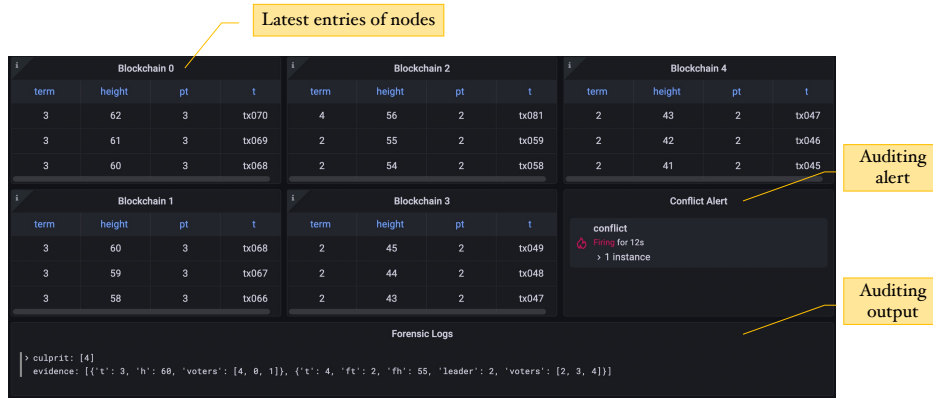 Latest entries of nodes
i Blockchain 0
term height pt t
3 62 3 tx070
3 61 3 tx069
3 60 3 tx068
i Blockchain 2
term height pt t
4 56 2 tx081
2 55 2 tx059
2 54 2 tx058
i Blockchain 4
term height pt t
2 43 2 tx047
2 42 2 tx046
2 41 2 tx045
Auditing
alert
i Blockchain 1
term height pt t
3 60 3 tx068
3 59 3 tx067
3 58 3 tx066
i Blockchain 3
term height pt t
2 45 2 tx049
2 44 2 tx048
2 43 2 tx047
Conflict Alert
conflict
Firing for 12s
> 1 instance
Auditing
output
Forensic Logs
> culprit: [4]
evidence: [{'t': 3, 'h': 60, 'voters': [4, 0, 1]}, {'t': 4, 'ft': 2, 'fh': 55, 'leader': 2, 'voters': [2, 3, 4]}]